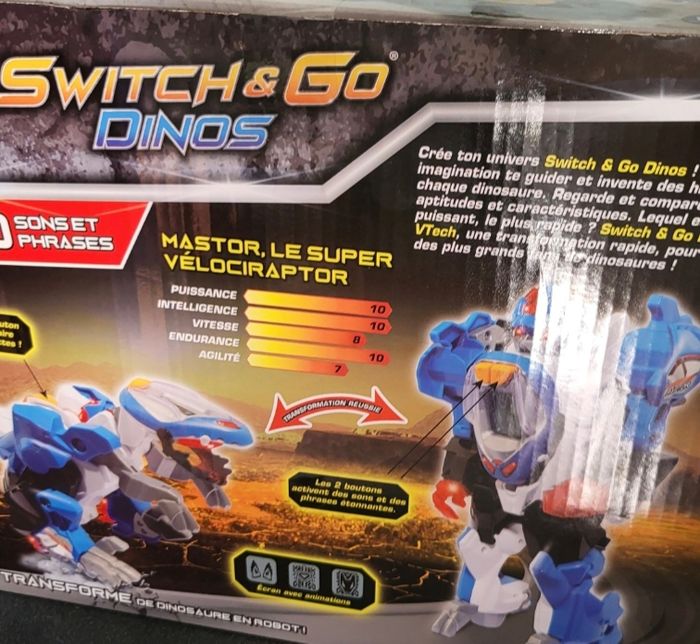 SWITCH & GO®
DINOS
Crée ton univers Switch & Go Dinos !
imagination te guider et invente des
chaque dinosaure. Regarde et compar
aptitudes et caractéristiques. Lequel
puissant, le plus rapide ? Switch & Go
VTech, une transformation rapide, pour
des plus grands de dinosaures !
SONS ET
PHRASES
MASTOR, LE SUPER
VÉLOCIRAPTOR
PUISSANCE 10
INTELLIGENCE 10
VITESSE 8
ENDURANCE 10
AGILITÉ 7
TRANSFORMATION RÉUSSIE
Les 2 boutons
activent des sons et des
phrases étonnantes.
Écran avec animations
TRANSFORME DE DINOSAURE EN ROBOT !